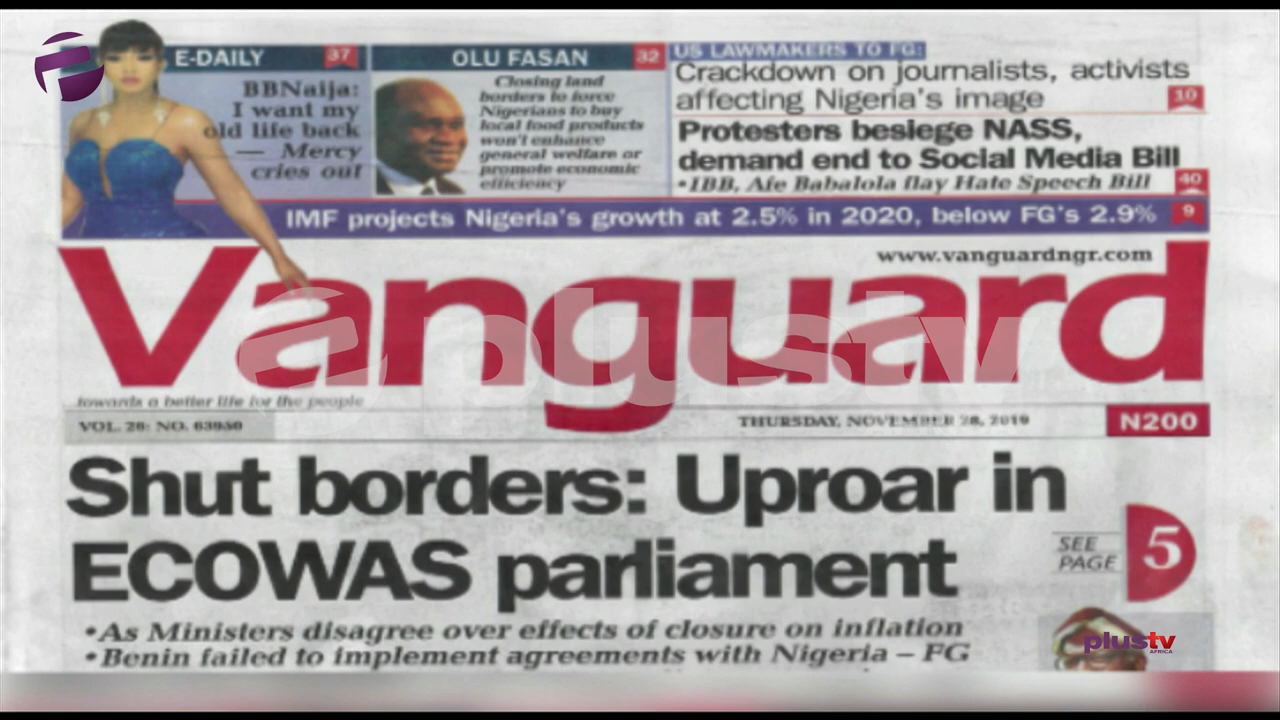 E-DAILY 37
BBNaija:
I want my
old life back
— Mercy
cries out
OLU FASAN 32
Closing land
borders to force
Nigerians to buy
local food products
won't enhance
general welfare or
promote economic
efficiency
US LAWMAKERS TO FG:
Crackdown on journalists, activists
affecting Nigeria's image 10
Protesters besiege NASS,
demand end to Social Media Bill
•IBB, Afe Babalola flay Hate Speech Bill 40
IMF projects Nigeria's growth at 2.5% in 2020, below FG's 2.9% 9
www.vanguardngr.com
Vanguard
plustv
towards a better life for the people
VOL. 26: NO. 63950
THURSDAY, NOVEMBER 28, 2019
N200
Shut borders: Uproar in
ECOWAS parliament
SEE
PAGE
5
•As Ministers disagree over effects of closure on inflation
•Benin failed to implement agreements with Nigeria – FG
plustv
AFRICA